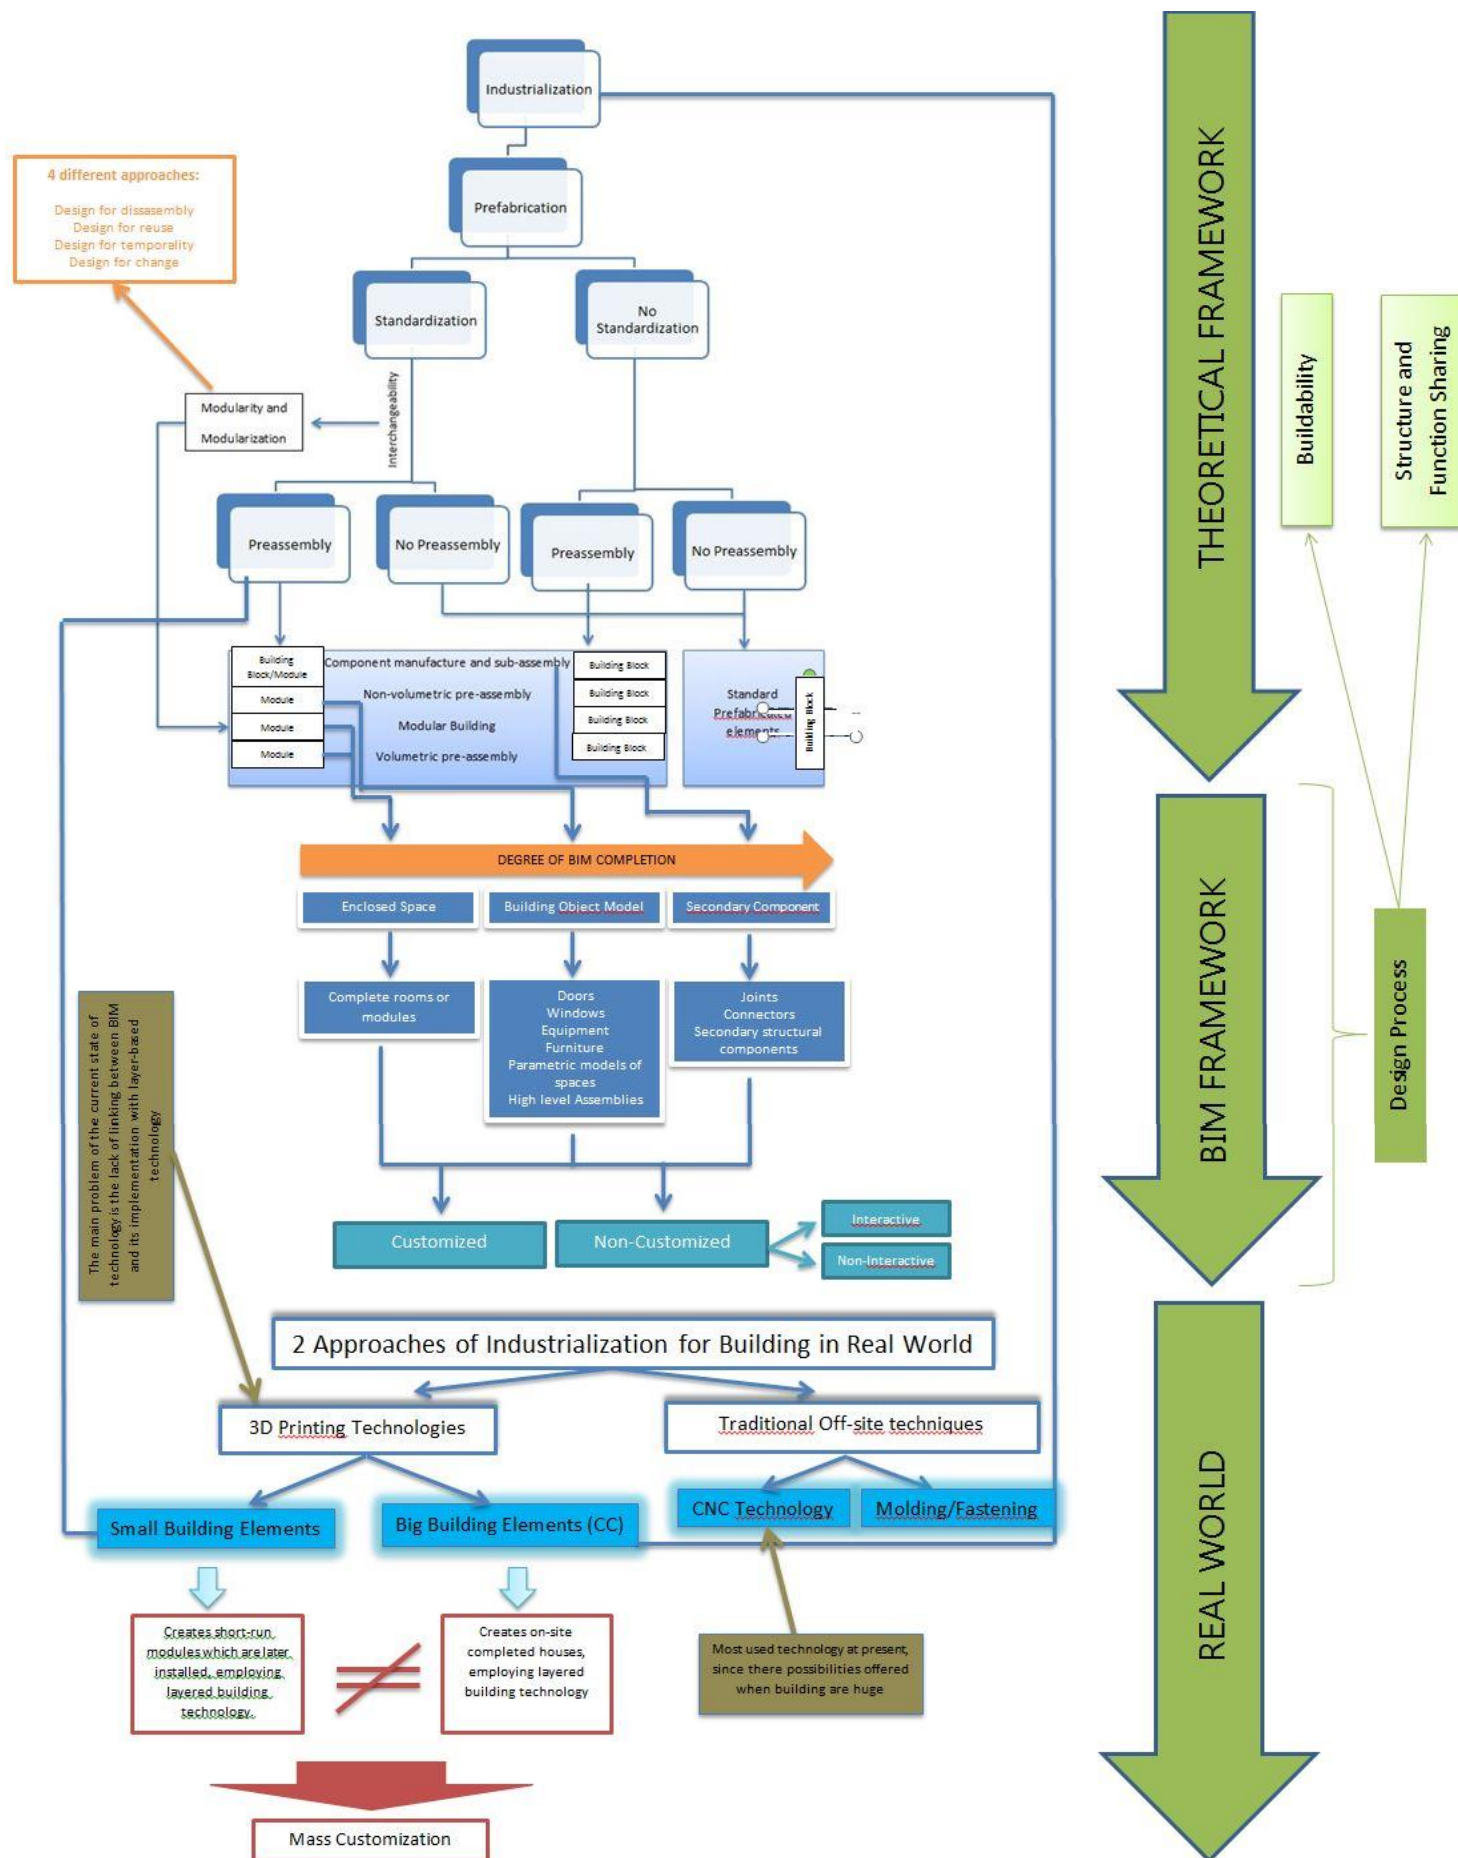 Industrialization
Prefabrication
4 different approaches:
Design for dissasembly
Design for reuse
Design for temporality
Design for change
Standardization
No
Standardization
Modularity and
Modularization
Interchangeability
Preassembly
No Preassembly
Preassembly
No Preassembly
Building
Block/Module
Module
Module
Module
Component manufacture and sub-assembly
Non-volumetric pre-assembly
Modular Building
Volumetric pre-assembly
Building Block
Building Block
Building Block
Building Block
Standard
Prefabricated
elements
Building Block
DEGREE OF BIM COMPLETION
Enclosed Space
Building Object Model
Secondary Component
Complete rooms or
modules
Doors
Windows
Equipment
Furniture
Parametric models of
spaces
High level Assemblies
Joints
Connectors
Secondary structural
components
The main problem of the current state of
technology is the lack of linking between BIM
and its implementation with layer-based
technology
Customized
Non-Customized
Interactive
Non-Interactive
2 Approaches of Industrialization for Building in Real World
3D Printing Technologies
Traditional Off-site techniques
Small Building Elements
Big Building Elements (CC)
CNC Technology
Molding/Fastening
Creates short-run
modules which are later
installed, employing
layered building
technology.
Creates on-site
completed houses,
employing layered
building technology
Most used technology at present,
since there possibilities offered
when building are huge
Mass Customization
THEORETICAL FRAMEWORK
BIM FRAMEWORK
REAL WORLD
Buildability
Structure and
Function Sharing
Design Process